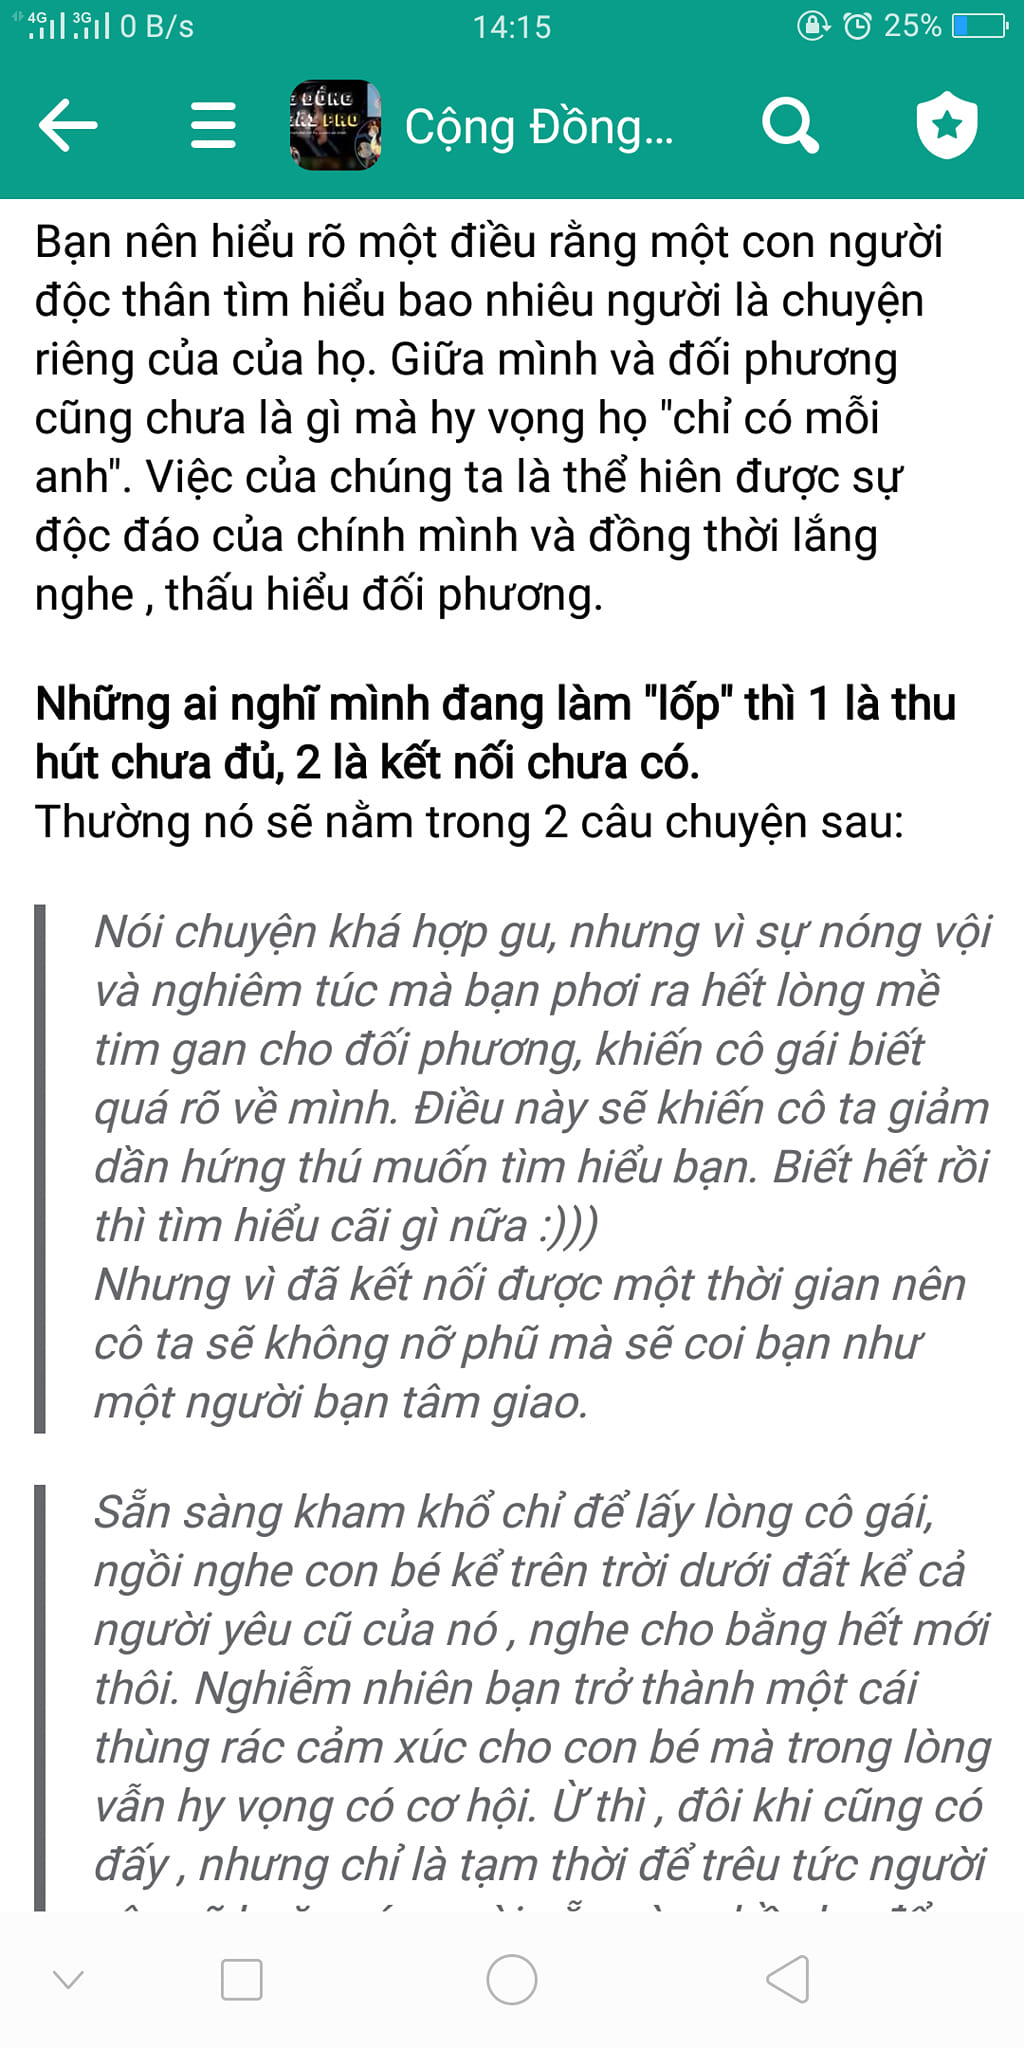 4G 3G 0 B/s 14:15 25%
Cộng Đồng...
Bạn nên hiểu rõ một điều rằng một con người
độc thân tìm hiểu bao nhiêu người là chuyện
riêng của của họ. Giữa mình và đối phương
cũng chưa là gì mà hy vọng họ "chỉ có mỗi
anh". Việc của chúng ta là thể hiên được sự
độc đáo của chính mình và đồng thời lắng
nghe , thấu hiểu đối phương.
Những ai nghĩ mình đang làm "lốp" thì 1 là thu
hút chưa đủ, 2 là kết nối chưa có.
Thường nó sẽ nằm trong 2 câu chuyện sau:
Nói chuyện khá hợp gu, nhưng vì sự nóng vội
và nghiêm túc mà bạn phơi ra hết lòng mề
tim gan cho đối phương, khiến cô gái biết
quá rõ về mình. Điều này sẽ khiến cô ta giảm
dần hứng thú muốn tìm hiểu bạn. Biết hết rồi
thì tìm hiểu cãi gì nữa :)))
Nhưng vì đã kết nối được một thời gian nên
cô ta sẽ không nỡ phũ mà sẽ coi bạn như
một người bạn tâm giao.
Sẵn sàng kham khổ chỉ để lấy lòng cô gái,
ngồi nghe con bé kể trên trời dưới đất kể cả
người yêu cũ của nó , nghe cho bằng hết mới
thôi. Nghiễm nhiên bạn trở thành một cái
thùng rác cảm xúc cho con bé mà trong lòng
vẫn hy vọng có cơ hội. Ừ thì , đôi khi cũng có
đấy , nhưng chỉ là tạm thời để trêu tức người